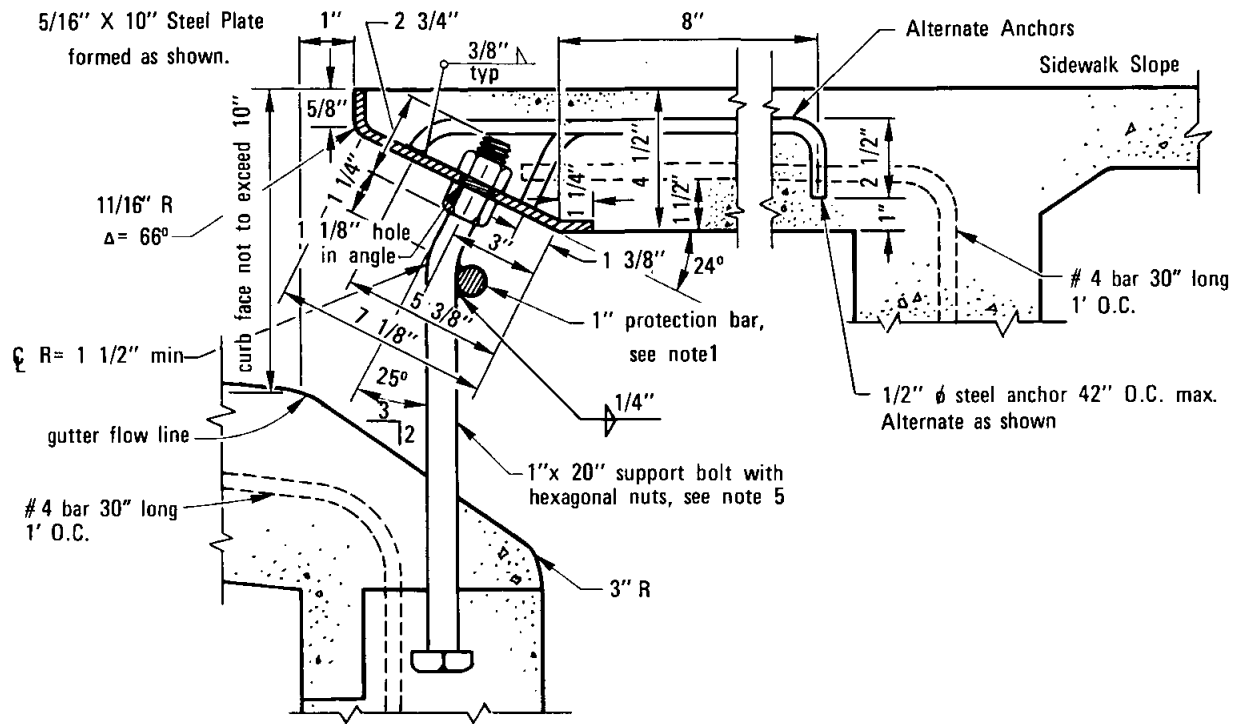 5/16" X 10" Steel Plate
formed as shown.
1"
2 3/4"
3/8"
typ
8"
Alternate Anchors
Sidewalk Slope
5/8"
curb face not to exceed 10"
1 1/4"
4 1/2"
1 1/4"
1 1/2"
2 1/2"
1"
11/16" R
Δ= 66º
1 1/8" hole
in angle
3"
1 3/8"
24º
5 3/8"
7 1/8"
1" protection bar,
see note1
# 4 bar 30" long
1' O.C.
℄ R= 1 1/2" min
25º
3
2
1/4"
1/2" ø steel anchor 42" O.C. max.
Alternate as shown
gutter flow line
1"x 20" support bolt with
hexagonal nuts, see note 5
#4 bar 30" long
1' O.C.
3" R